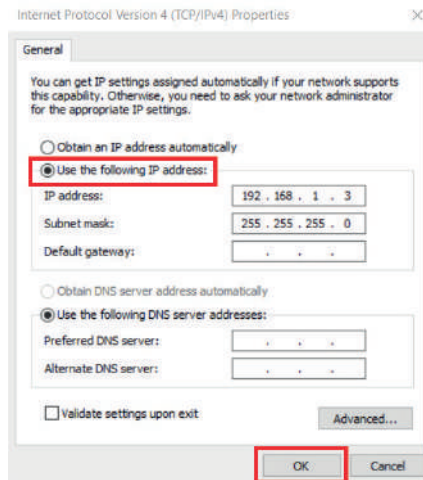 Internet Protocol Version 4 (TCP/IPv4) Properties
General
You can get IP settings assigned automatically if your network supports
this capability. Otherwise, you need to ask your network administrator
for the appropriate IP settings.
Obtain an IP address automatically
Use the following IP address:
IP address: 192 . 168 . 1 . 3
Subnet mask: 255 . 255 . 255 . 0
Default gateway: . . .
Obtain DNS server address automatically
Use the following DNS server addresses:
Preferred DNS server: . . .
Alternate DNS server: . . .
Validate settings upon exit
Advanced...
OK Cancel